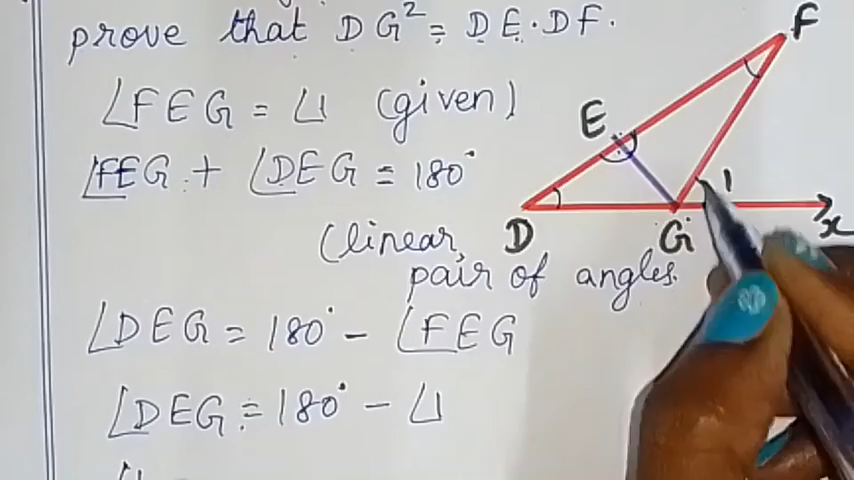 prove that DG² = DE·DF.
∠FEG = ∠1 (given)
∠FEG + ∠DEG = 180°
(linear pair of angles.
∠DEG = 180° - ∠FEG
∠DEG = 180° - ∠1
F
E
1
D
G
x